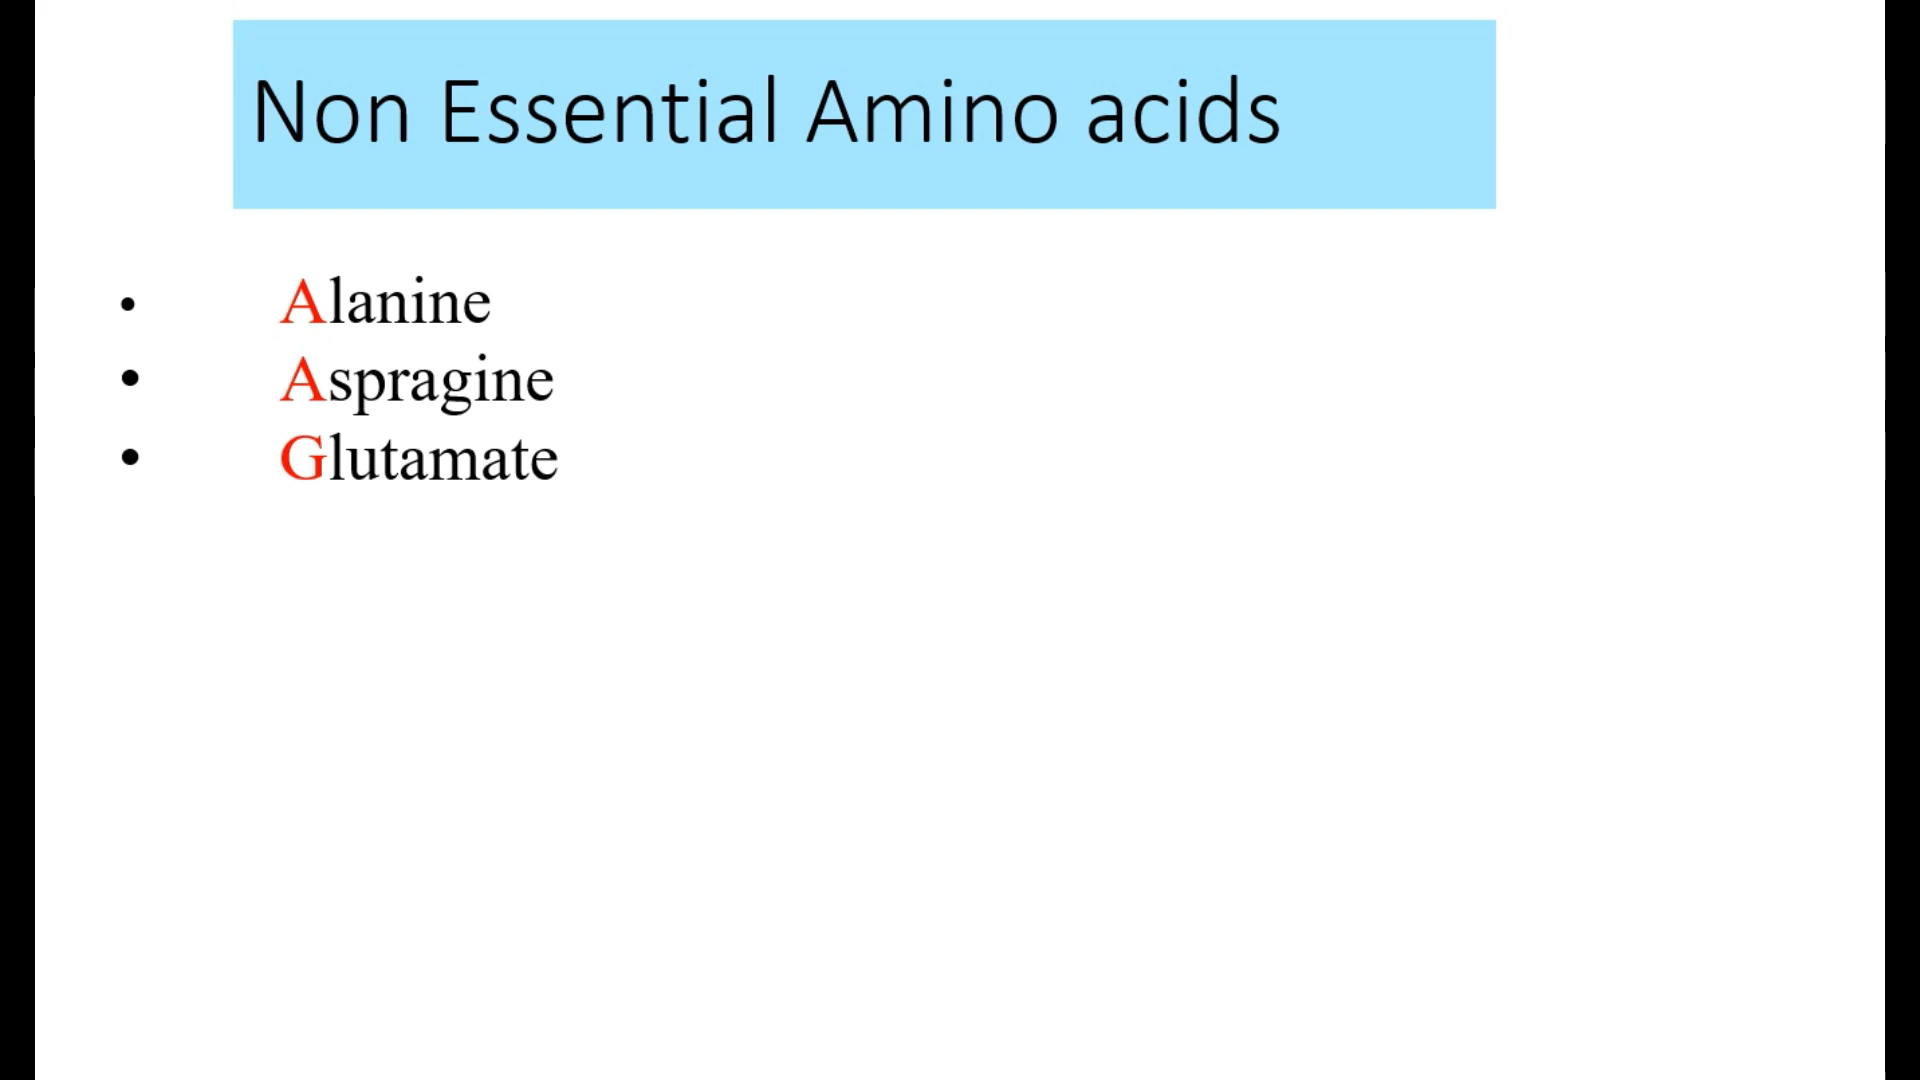 Non Essential Amino acids
• Alanine
• Aspragine
• Glutamate